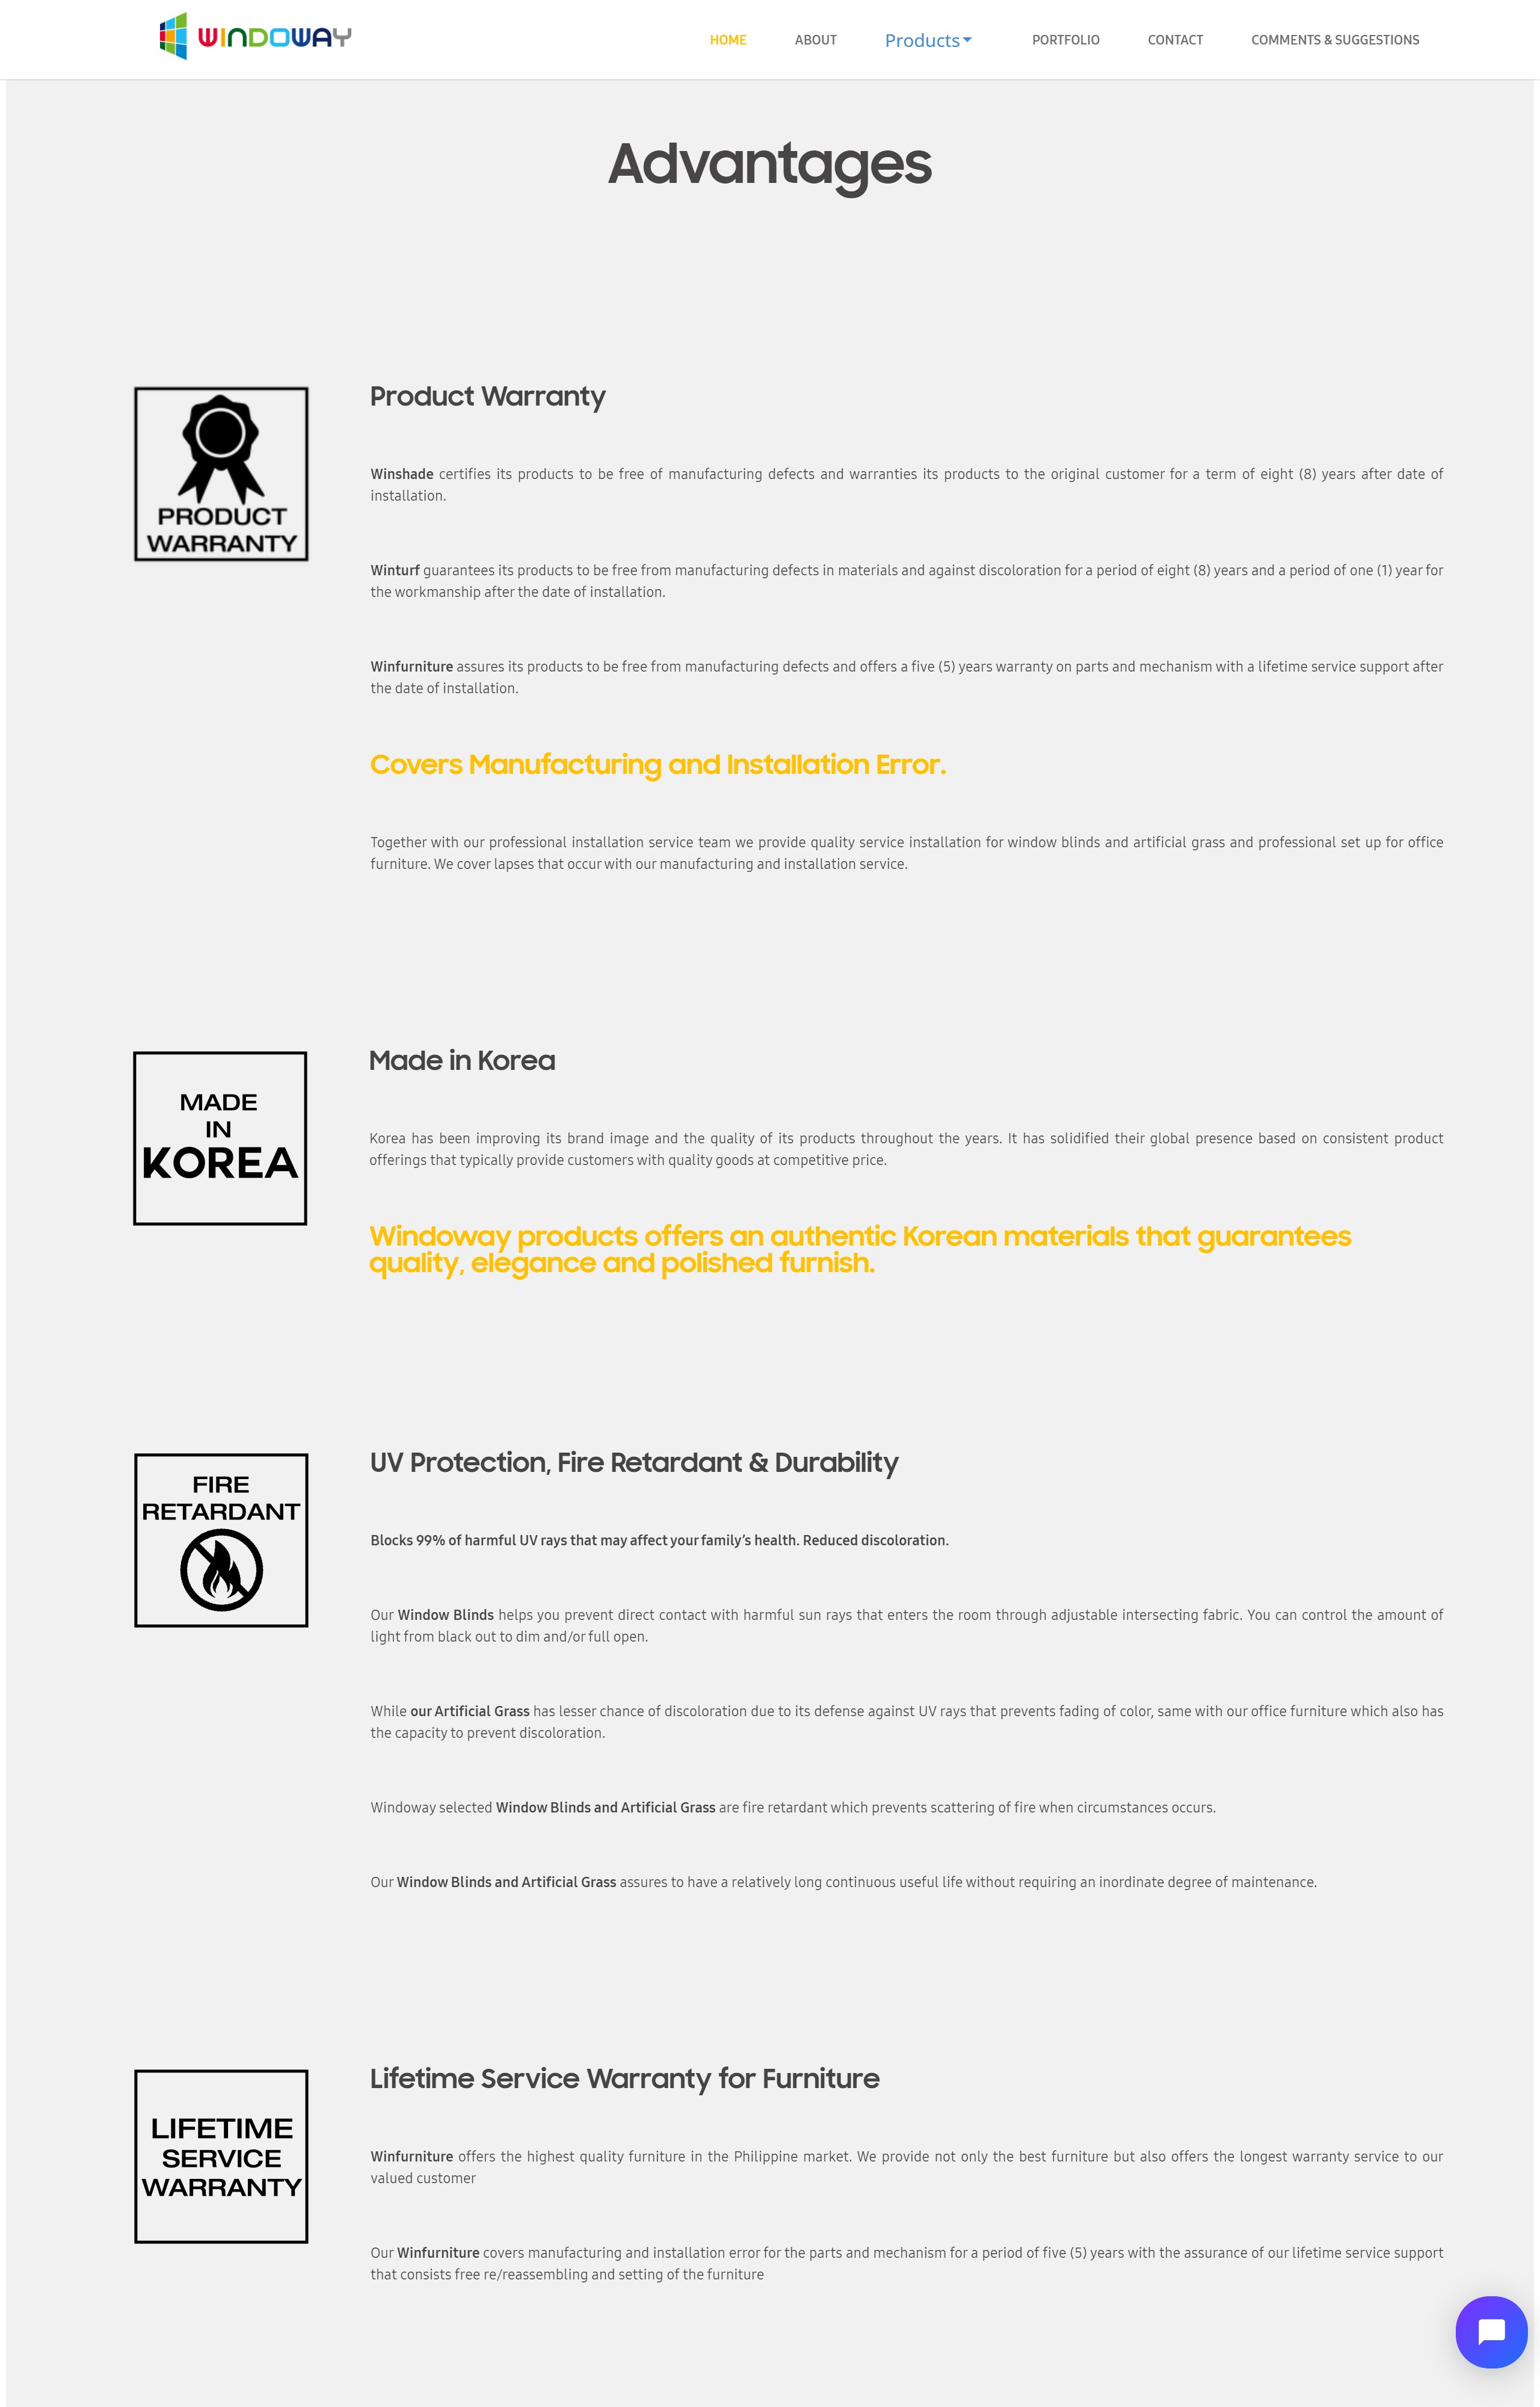 WINDOWAY
HOME ABOUT Products PORTFOLIO CONTACT COMMENTS & SUGGESTIONS
Advantages
PRODUCT
WARRANTY
Product Warranty
Winshade certifies its products to be free of manufacturing defects and warranties its products to the original customer for a term of eight (8) years after date of
installation.
Winturf guarantees its products to be free from manufacturing defects in materials and against discoloration for a period of eight (8) years and a period of one (1) year for
the workmanship after the date of installation.
Winfurniture assures its products to be free from manufacturing defects and offers a five (5) years warranty on parts and mechanism with a lifetime service support after
the date of installation.
Covers Manufacturing and Installation Error.
Together with our professional installation service team we provide quality service installation for window blinds and artificial grass and professional set up for office
furniture. We cover lapses that occur with our manufacturing and installation service.
MADE
IN
KOREA
Made in Korea
Korea has been improving its brand image and the quality of its products throughout the years. It has solidified their global presence based on consistent product
offerings that typically provide customers with quality goods at competitive price.
Windoway products offers an authentic Korean materials that guarantees
quality, elegance and polished furnish.
FIRE
RETARDANT
UV Protection, Fire Retardant & Durability
Blocks 99% of harmful UV rays that may affect your family’s health. Reduced discoloration.
Our Window Blinds helps you prevent direct contact with harmful sun rays that enters the room through adjustable intersecting fabric. You can control the amount of
light from black out to dim and/or full open.
While our Artificial Grass has lesser chance of discoloration due to its defense against UV rays that prevents fading of color, same with our office furniture which also has
the capacity to prevent discoloration.
Windoway selected Window Blinds and Artificial Grass are fire retardant which prevents scattering of fire when circumstances occurs.
Our Window Blinds and Artificial Grass assures to have a relatively long continuous useful life without requiring an inordinate degree of maintenance.
LIFETIME
SERVICE
WARRANTY
Lifetime Service Warranty for Furniture
Winfurniture offers the highest quality furniture in the Philippine market. We provide not only the best furniture but also offers the longest warranty service to our
valued customer
Our Winfurniture covers manufacturing and installation error for the parts and mechanism for a period of five (5) years with the assurance of our lifetime service support
that consists free re/reassembling and setting of the furniture